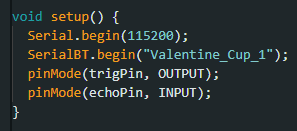 void setup() {
  Serial.begin(115200);
  SerialBT.begin("Valentine_Cup_1");
  pinMode(trigPin, OUTPUT);
  pinMode(echoPin, INPUT);
}